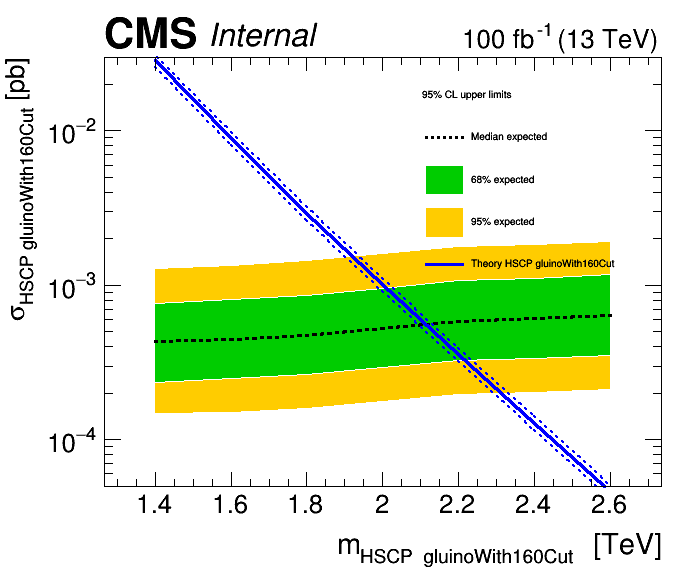 CMS Internal 100 fb⁻¹ (13 TeV)
σHSCP gluinoWith160Cut [pb]
95% CL upper limits
Median expected
68% expected
95% expected
Theory HSCP gluinoWith160Cut
10⁻²
10⁻³
10⁻⁴
1.4 1.6 1.8 2 2.2 2.4 2.6
mHSCP gluinoWith160Cut [TeV]